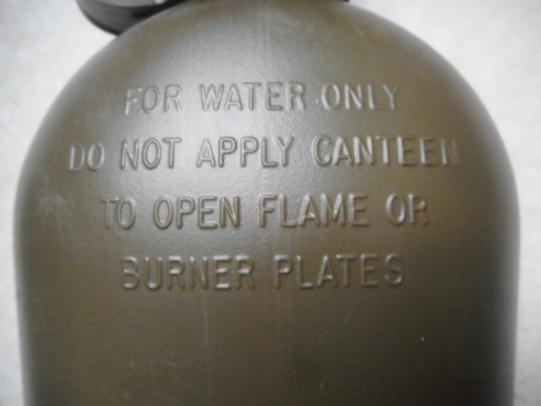 FOR WATER ONLY
DO NOT APPLY CANTEEN
TO OPEN FLAME OR
BURNER PLATES